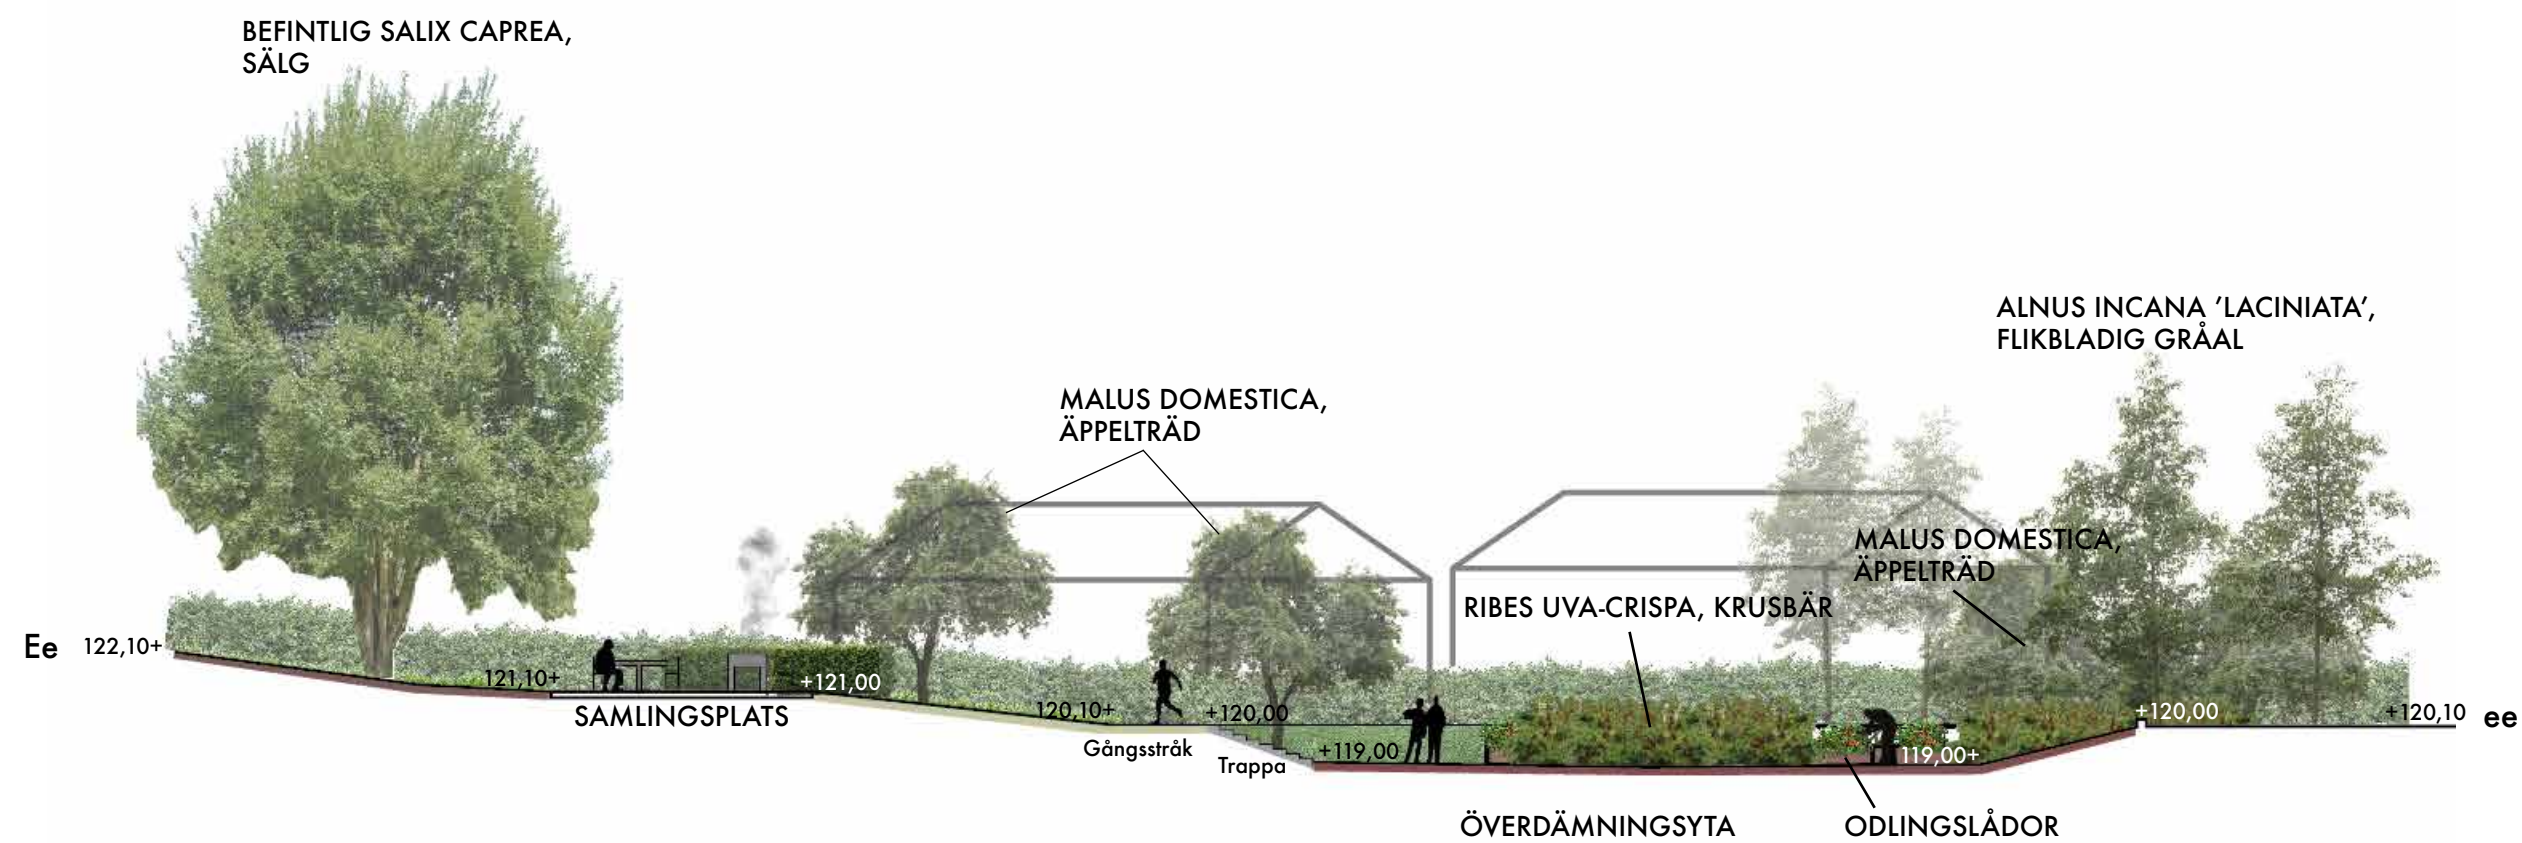 BEFINTLIG SALIX CAPREA,
SÄLG
ALNUS INCANA ’LACINIATA’,
FLIKBLADIG GRÅAL
MALUS DOMESTICA,
ÄPPELTRÄD
MALUS DOMESTICA,
ÄPPELTRÄD
RIBES UVA-CRISPA, KRUSBÄR
Ee
122,10+
121,10+
+121,00
SAMLINGSPLATS
120,10+
+120,00
Gångsstråk
Trappa
+119,00
119,00+
+120,00
+120,10
ee
ÖVERDÄMNINGSYTA
ODLINGSLÅDOR